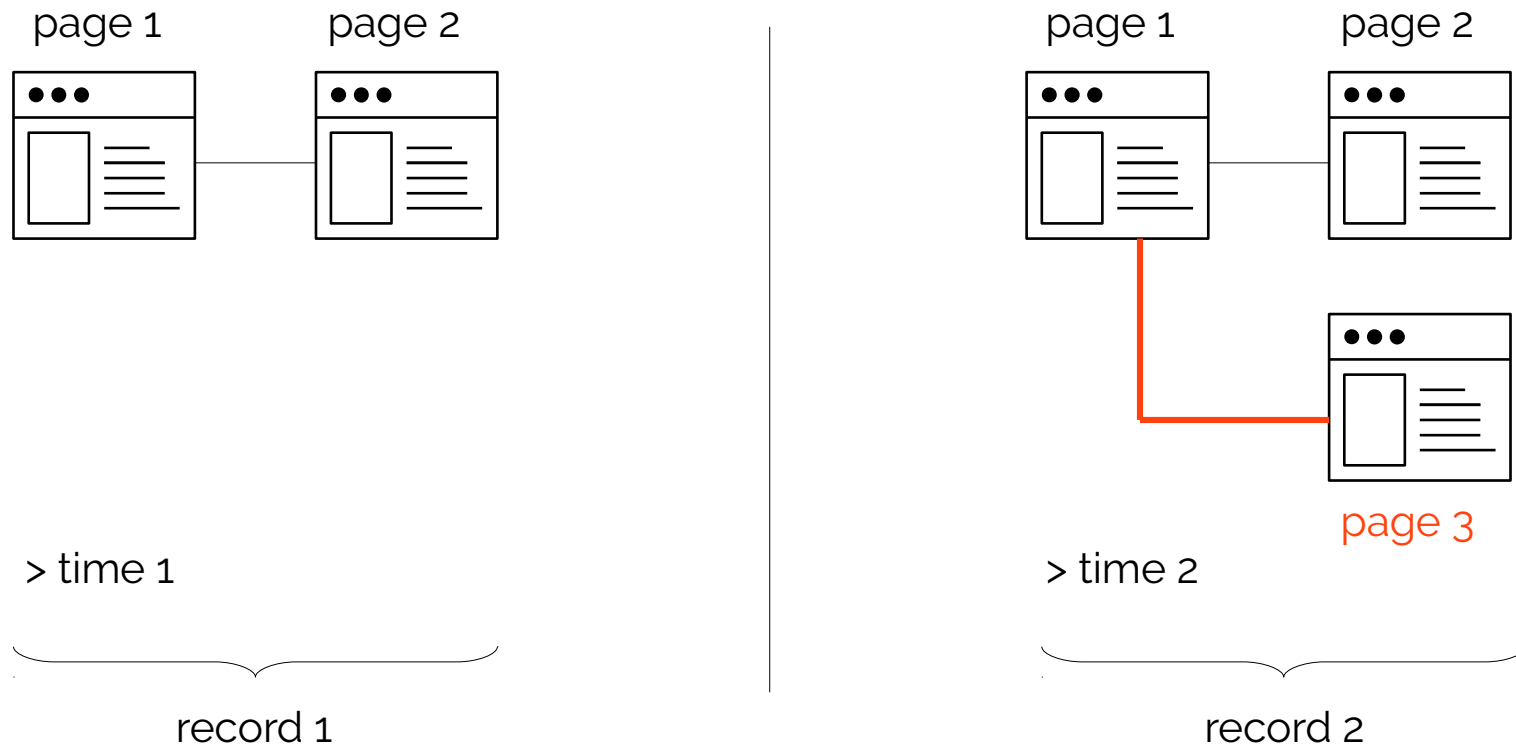 page 1
page 2
> time 1
record 1
page 1
page 2
page 3
> time 2
record 2